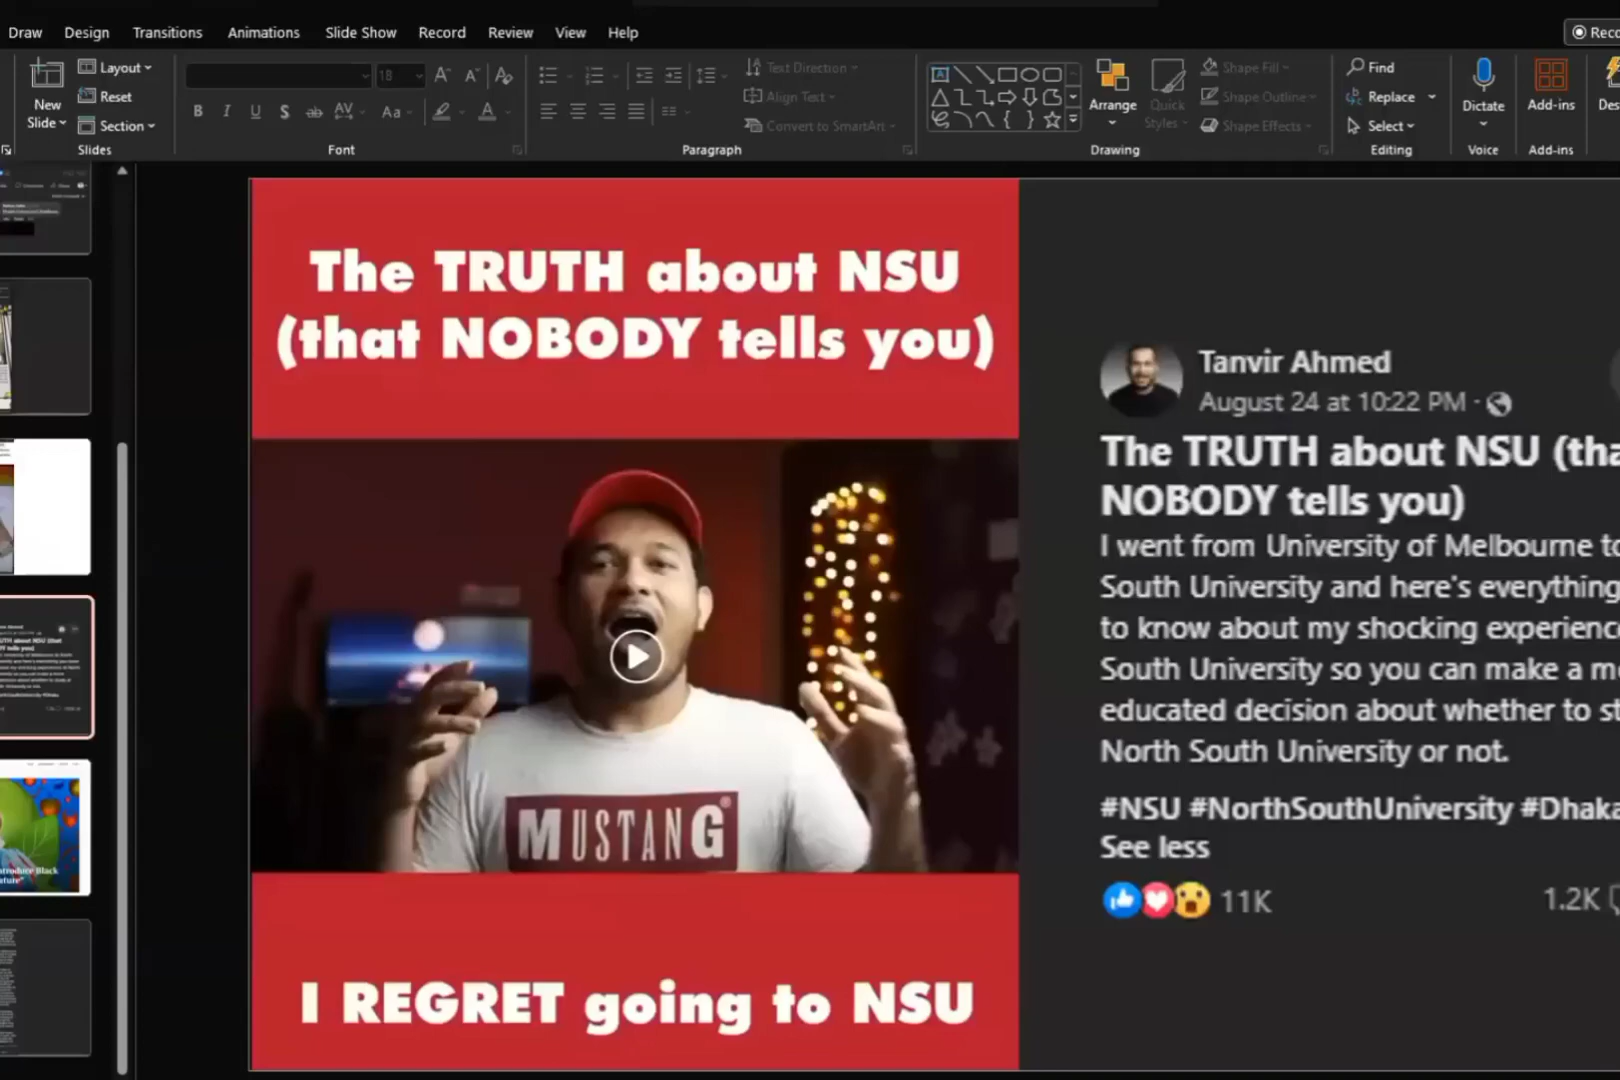 Draw Design Transitions Animations Slide Show Record Review View Help
New Slide
Layout
Reset
Section
Slides
18
Font
Text Direction
Align Text
Convert to SmartArt
Paragraph
Arrange
Quick Styles
Shape Fill
Shape Outline
Shape Effects
Drawing
Find
Replace
Select
Editing
Dictate
Voice
Add-ins
Add-ins
The TRUTH about NSU
(that NOBODY tells you)
MUSTANG®
I REGRET going to NSU
Tanvir Ahmed
August 24 at 10:22 PM ·
The TRUTH about NSU (tha
NOBODY tells you)
I went from University of Melbourne to
South University and here's everything
to know about my shocking experienc
South University so you can make a m
educated decision about whether to st
North South University or not.
#NSU #NorthSouthUniversity #Dhaka
See less
11K
1.2K